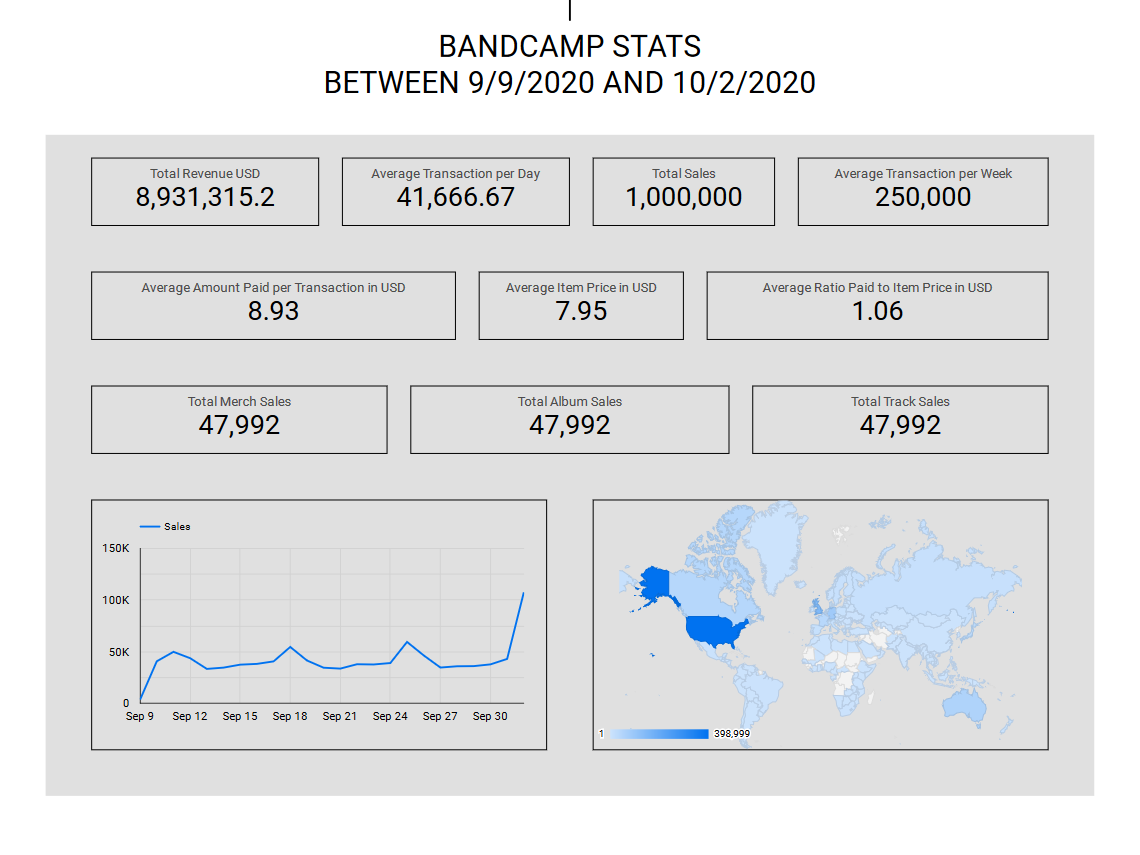 BANDCAMP STATS
BETWEEN 9/9/2020 AND 10/2/2020
Total Revenue USD
8,931,315.2
Average Transaction per Day
41,666.67
Total Sales
1,000,000
Average Transaction per Week
250,000
Average Amount Paid per Transaction in USD
8.93
Average Item Price in USD
7.95
Average Ratio Paid to Item Price in USD
1.06
Total Merch Sales
47,992
Total Album Sales
47,992
Total Track Sales
47,992
Sales
150K
100K
50K
0
Sep 9 Sep 12 Sep 15 Sep 18 Sep 21 Sep 24 Sep 27 Sep 30
1 398,999